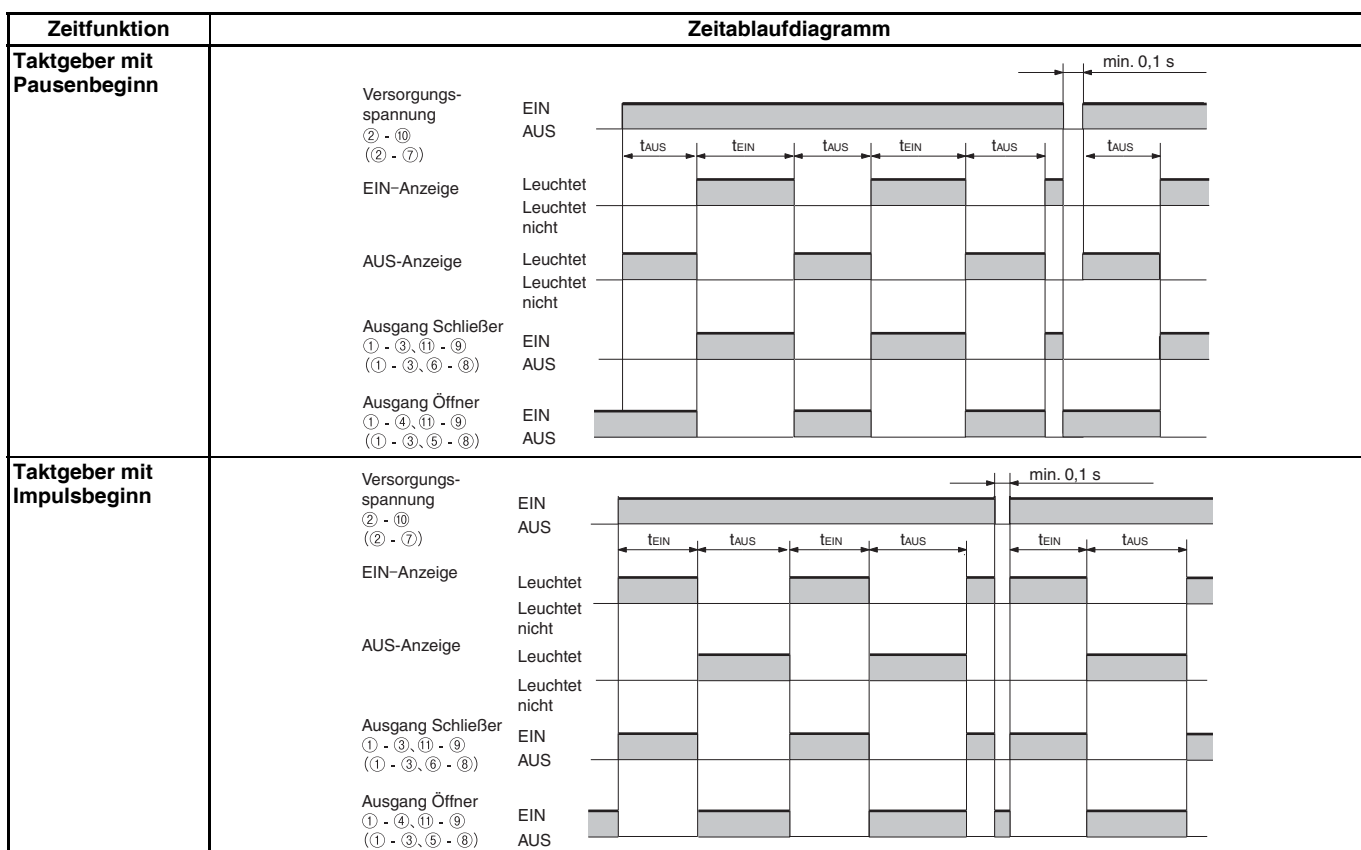 Zeitfunktion
Zeitablaufdiagramm
Taktgeber mit
Pausenbeginn
min. 0,1 s
Versorgungs-
spannung
② - ⑩
(② - ⑦)
EIN
AUS
tAUS tEIN tAUS tEIN tAUS tAUS
EIN-Anzeige
Leuchtet
Leuchtet
nicht
AUS-Anzeige
Leuchtet
Leuchtet
nicht
Ausgang Schließer
① - ③、⑪ - ⑨
(① - ③、⑥ - ⑧)
EIN
AUS
Ausgang Öffner
① - ④、⑪ - ⑨
(① - ③、⑤ - ⑧)
EIN
AUS
Taktgeber mit
Impulsbeginn
min. 0,1 s
Versorgungs-
spannung
② - ⑩
(② - ⑦)
EIN
AUS
tEIN tAUS tEIN tAUS tEIN tAUS
EIN-Anzeige
Leuchtet
Leuchtet
nicht
AUS-Anzeige
Leuchtet
Leuchtet
nicht
Ausgang Schließer
① - ③、⑪ - ⑨
(① - ③、⑥ - ⑧)
EIN
AUS
Ausgang Öffner
① - ④、⑪ - ⑨
(① - ③、⑤ - ⑧)
EIN
AUS